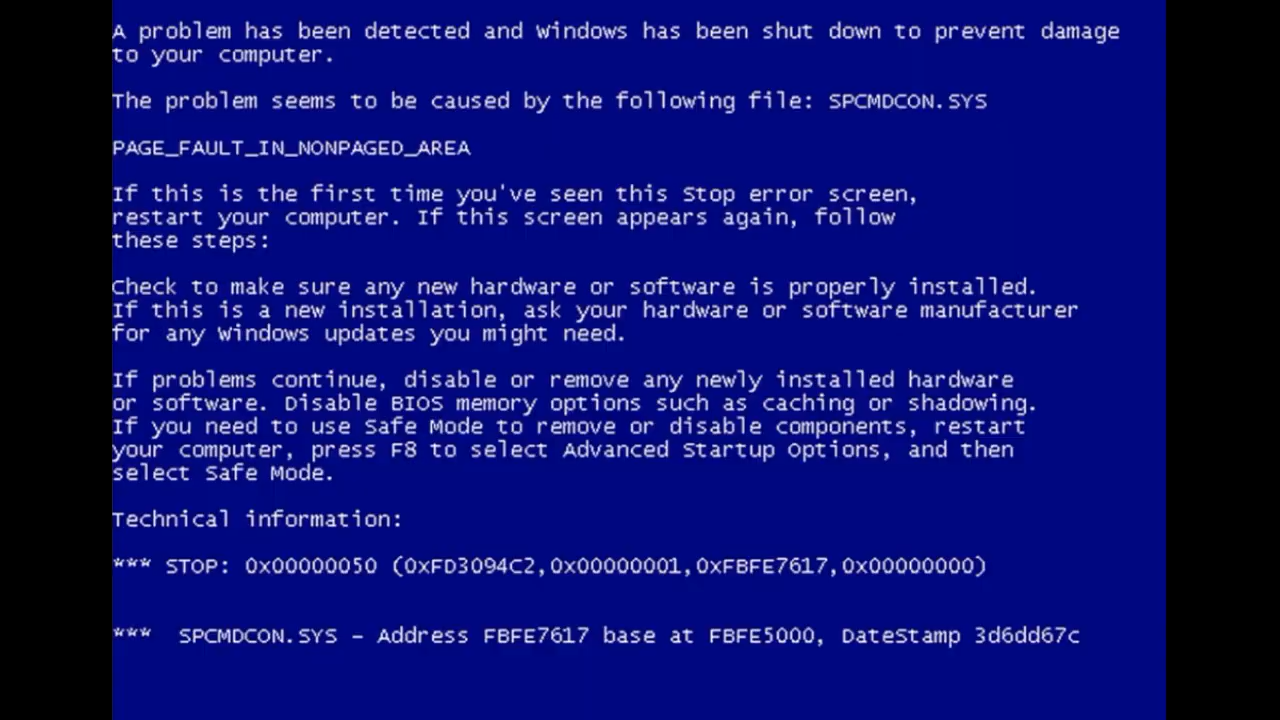 A problem has been detected and Windows has been shut down to prevent damage
to your computer.
The problem seems to be caused by the following file: SPCMDCON.SYS
PAGE_FAULT_IN_NONPAGED_AREA
If this is the first time you've seen this Stop error screen,
restart your computer. If this screen appears again, follow
these steps:
Check to make sure any new hardware or software is properly installed.
If this is a new installation, ask your hardware or software manufacturer
for any Windows updates you might need.
If problems continue, disable or remove any newly installed hardware
or software. Disable BIOS memory options such as caching or shadowing.
If you need to use Safe Mode to remove or disable components, restart
your computer, press F8 to select Advanced Startup Options, and then
select Safe Mode.
Technical information:
*** STOP: 0x00000050 (0xFD3094C2,0x00000001,0xFBFE7617,0x00000000)
*** SPCMDCON.SYS – Address FBFE7617 base at FBFE5000, DateStamp 3d6dd67c